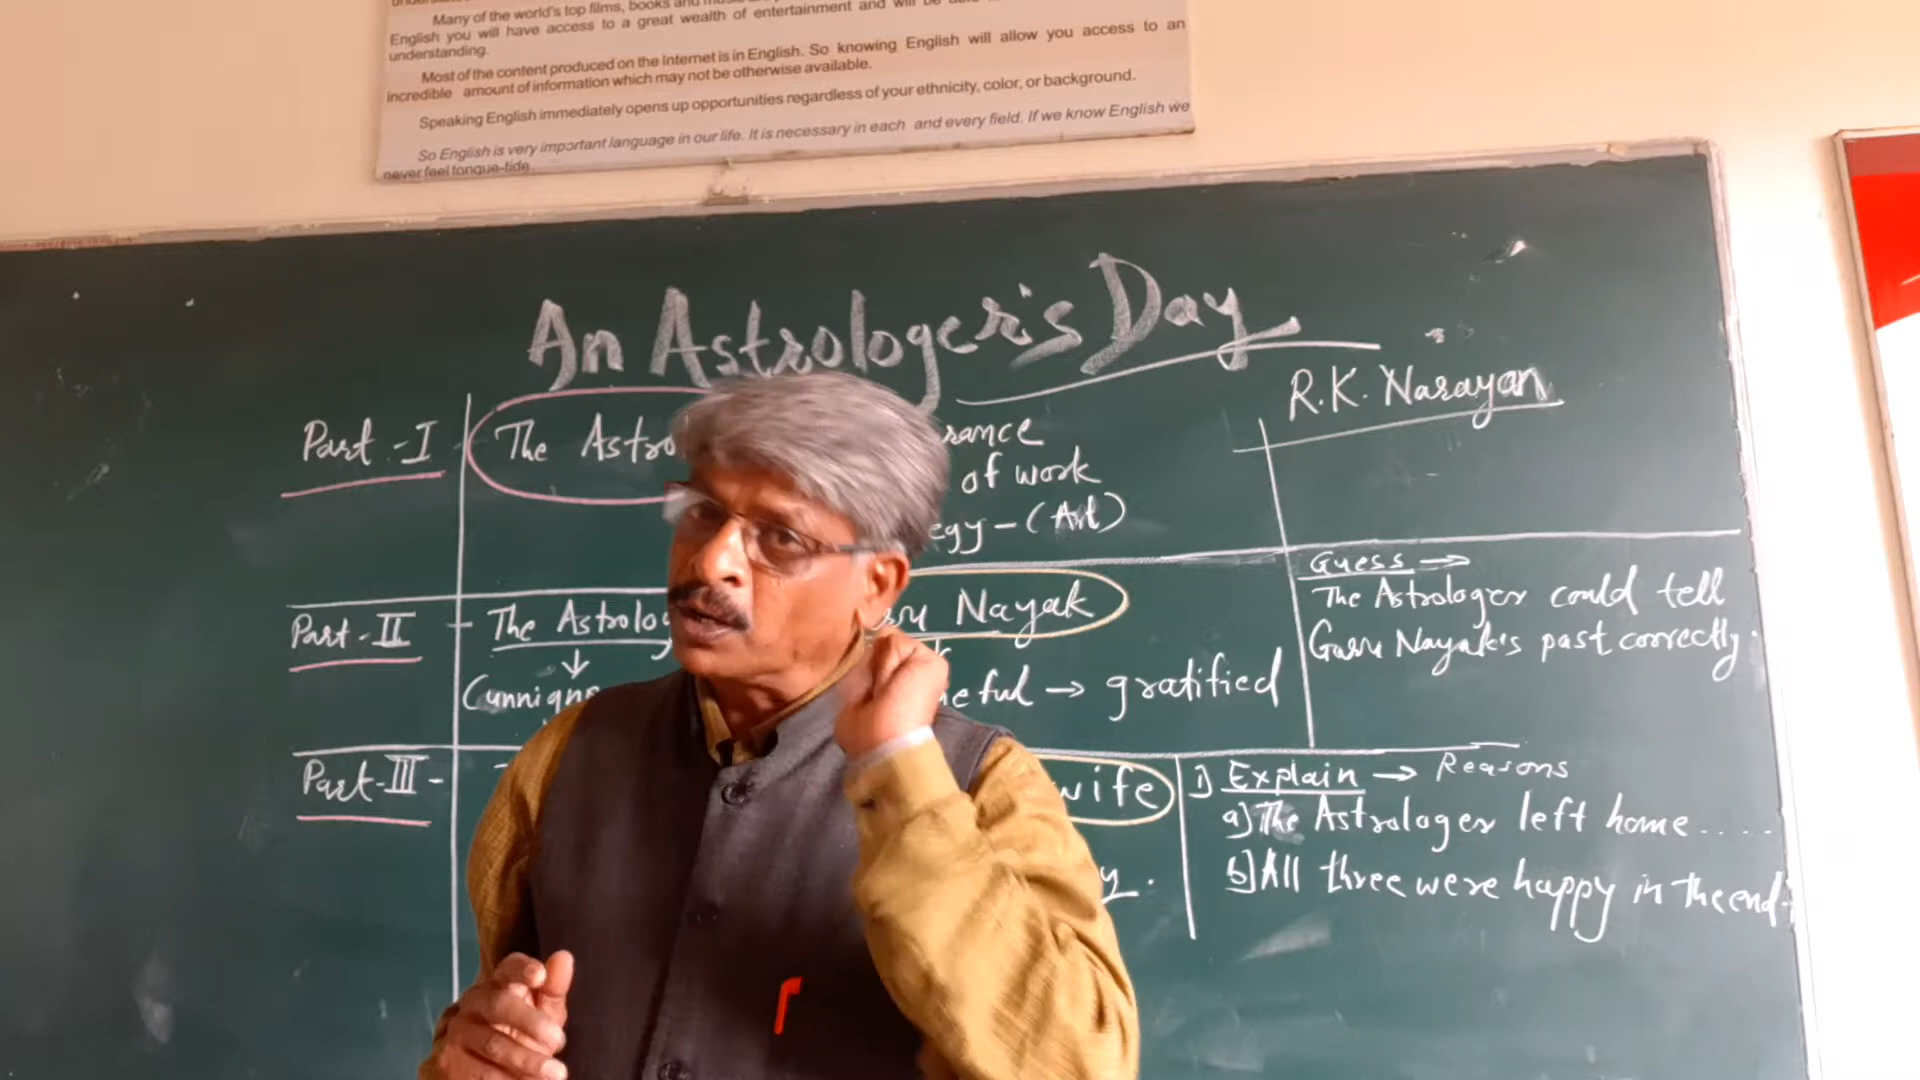 Many of the world's top films, books and
English you will have access to a great wealth of entertainment and will be
understanding.
Most of the content produced on the Internet is in English. So knowing English will allow you access to an
incredible amount of information which may not be otherwise available.
Speaking English immediately opens up opportunities regardless of your ethnicity, color, or background.
So English is very important language in our life. It is necessary in each and every field. If we know English we
never feel tongue-tide.
An Astrologer's Day
R.K. Narayan
Part-I
The Astro
rance
of work
egy-(Art)
Part-II
- The Astrolo
Nayak
Cunnigne
eful → gratified
Guess →
The Astrologer could tell
Guru Nayak's past correctly.
Part-III-
wife
1) Explain → Reasons
a) The Astrologer left home.....
b) All three were happy in the end.
y.